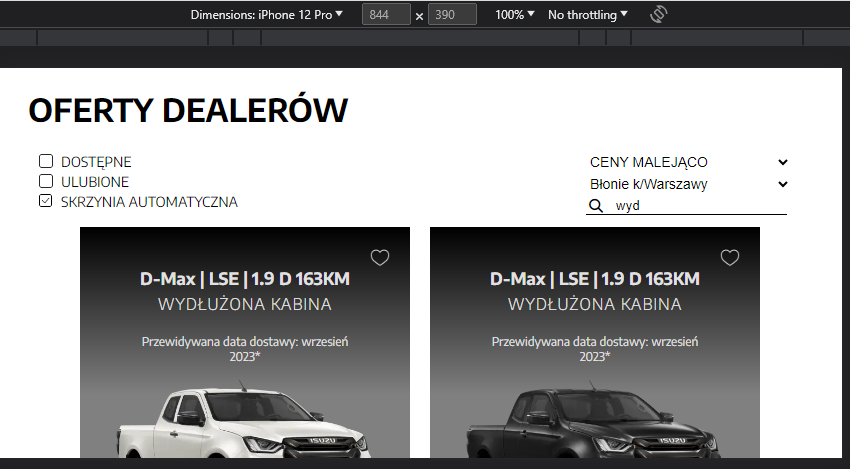 Dimensions: iPhone 12 Pro 844 × 390 100% No throttling
OFERTY DEALERÓW
DOSTĘPNE
ULUBIONE
SKRZYNIA AUTOMATYCZNA
CENY MALEJĄCO
Błonie k/Warszawy
wyd
D-Max | LSE | 1.9 D 163KM
WYDŁUŻONA KABINA
Przewidywana data dostawy: wrzesień
2023*
ISUZU
D-Max | LSE | 1.9 D 163KM
WYDŁUŻONA KABINA
Przewidywana data dostawy: wrzesień
2023*
ISUZU